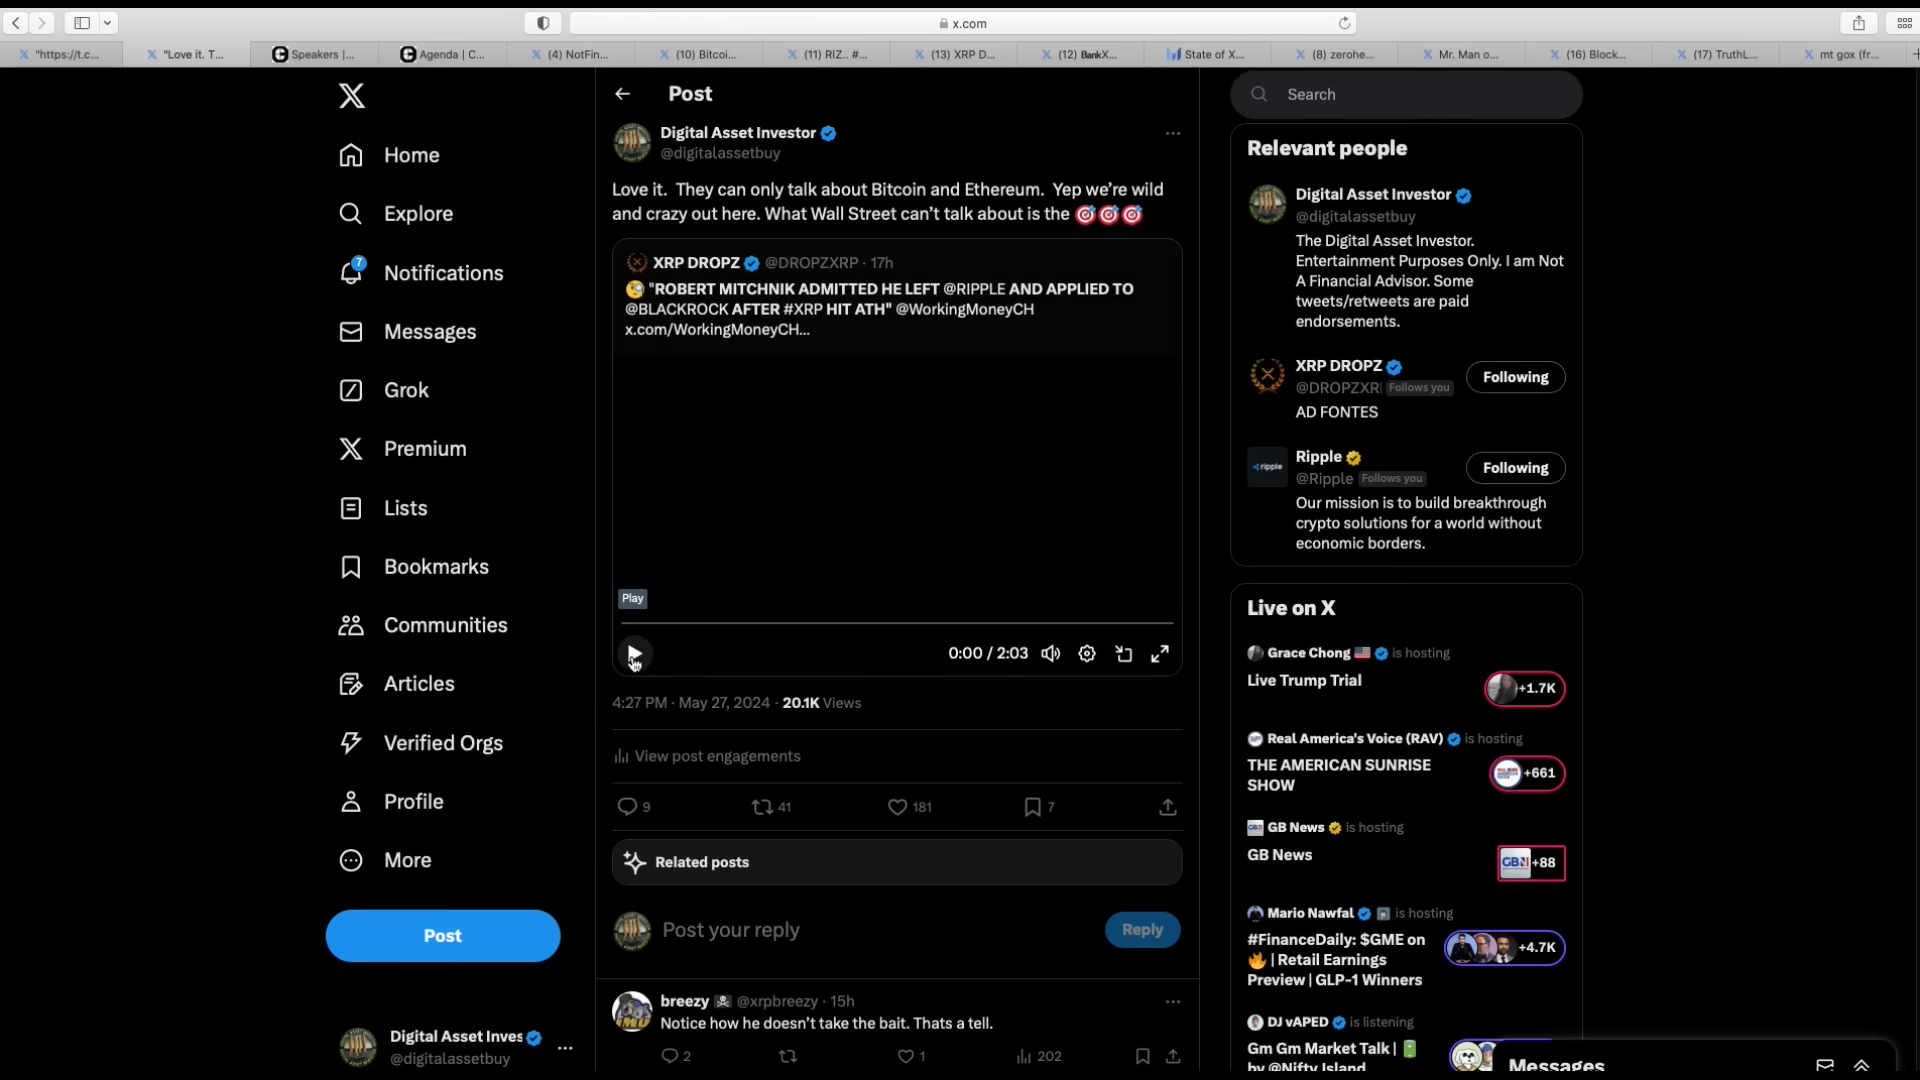 x.com
"https://t.c...
"Love it. T...
Speakers |...
Agenda | C...
(4) NotFin...
(10) Bitcoi...
(11) RIZ.. #...
(13) XRP D...
(12) BankX...
State of X...
(8) zerohe...
Mr. Man o...
(16) Block...
(17) TruthL...
mt gox (fr...
Home
Explore
7
Notifications
Messages
Grok
Premium
Lists
Bookmarks
Communities
Articles
Verified Orgs
Profile
More
Post
Digital Asset Inves
@digitalassetbuy
Post
Digital Asset Investor
@digitalassetbuy
Love it. They can only talk about Bitcoin and Ethereum. Yep we're wild
and crazy out here. What Wall Street can't talk about is the 🎯🎯🎯
XRP DROPZ @DROPZXRP · 17h
🧐 "ROBERT MITCHNIK ADMITTED HE LEFT @RIPPLE AND APPLIED TO
@BLACKROCK AFTER #XRP HIT ATH" @WorkingMoneyCH
x.com/WorkingMoneyCH...
Play
0:00 / 2:03
4:27 PM · May 27, 2024 · 20.1K Views
View post engagements
9 41 181 7
Related posts
Post your reply
Reply
breezy @xrpbreezy · 15h
Notice how he doesn't take the bait. Thats a tell.
2 1 202
Search
Relevant people
Digital Asset Investor
@digitalassetbuy
The Digital Asset Investor.
Entertainment Purposes Only. I am Not
A Financial Advisor. Some
tweets/retweets are paid
endorsements.
XRP DROPZ
@DROPZXRI Follows you
Following
AD FONTES
ripple
Ripple
@Ripple Follows you
Following
Our mission is to build breakthrough
crypto solutions for a world without
economic borders.
Live on X
Grace Chong 🇺🇸 is hosting
Live Trump Trial
+1.7K
Real America's Voice (RAV) is hosting
THE AMERICAN SUNRISE
SHOW
+661
GB News is hosting
GB News
GBN +88
Mario Nawfal is hosting
#FinanceDaily: $GME on
🔥 | Retail Earnings
Preview | GLP-1 Winners
+4.7K
DJ vAPED is listening
Gm Gm Market Talk | 🔋
by @Nifty Island
Messages